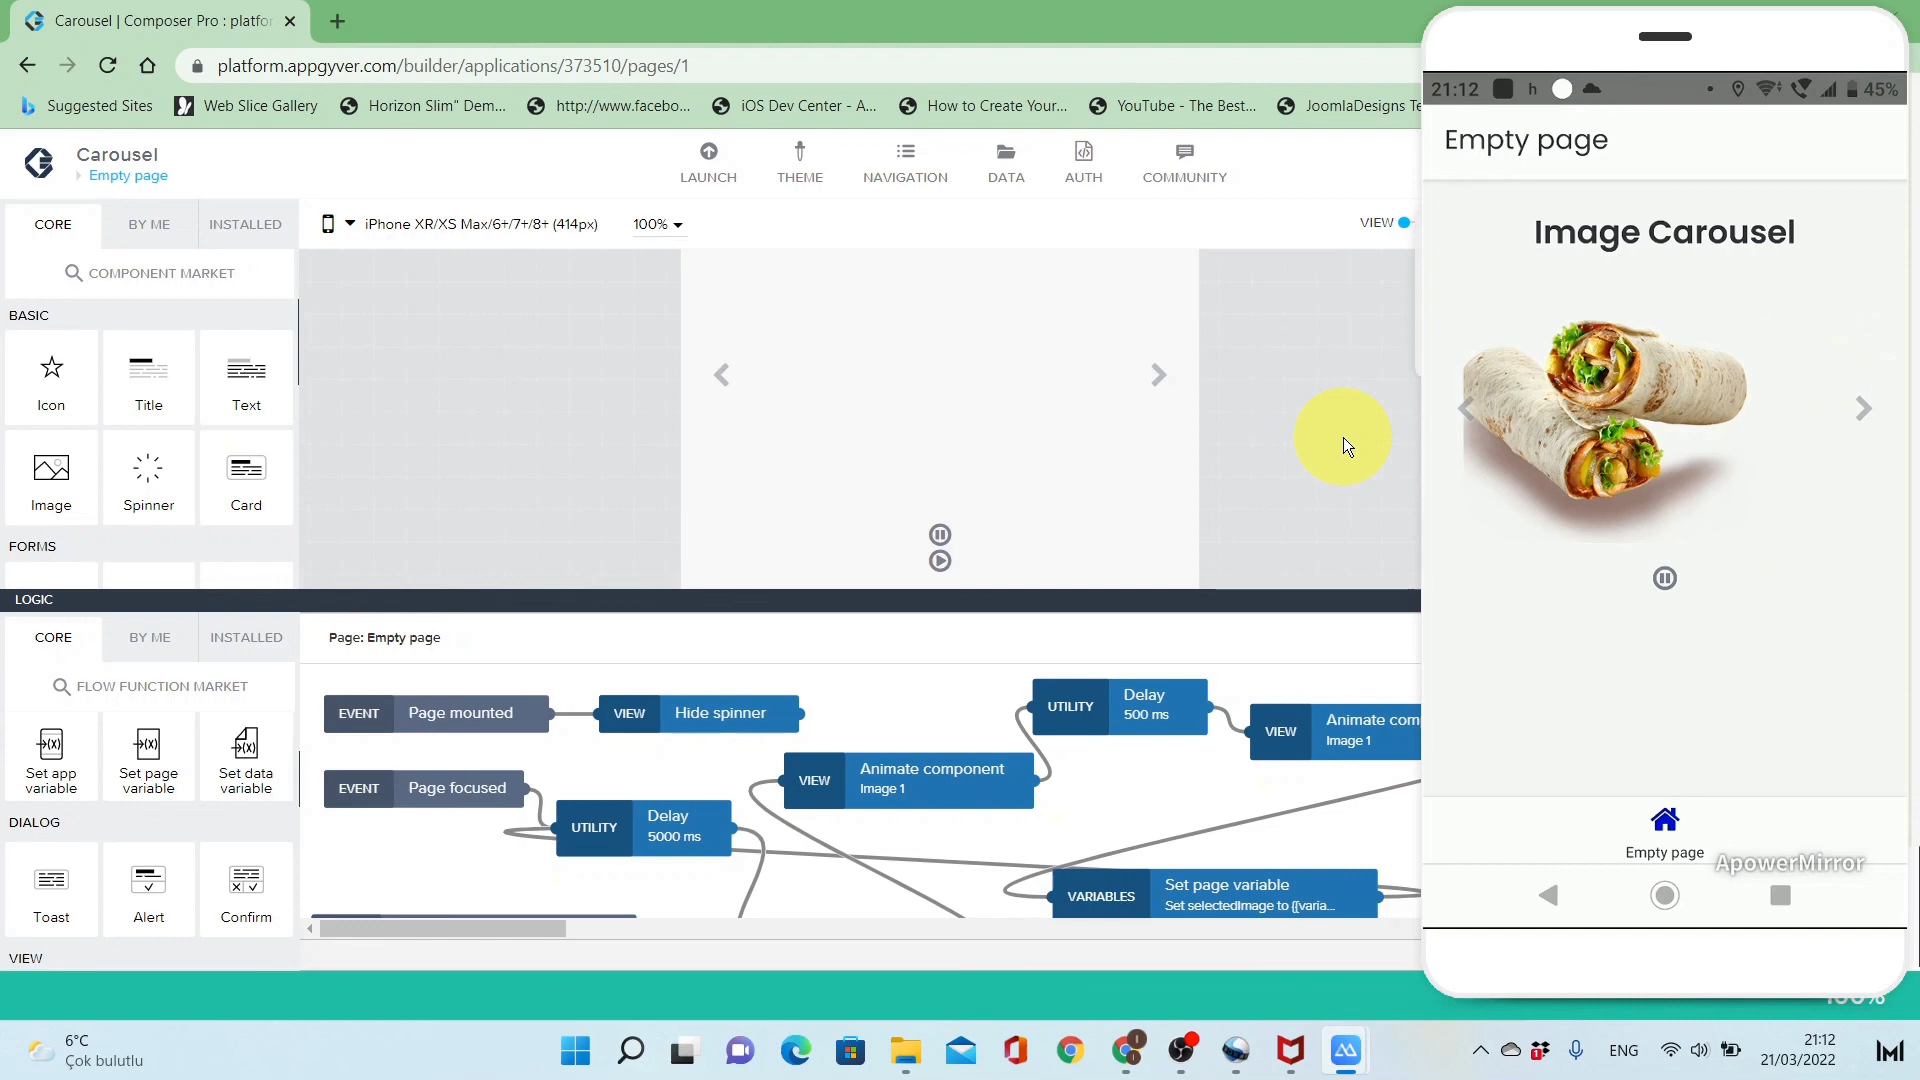 Carousel | Composer Pro : platfo
platform.appgyver.com/builder/applications/373510/pages/1
Suggested Sites
Web Slice Gallery
Horizon Slim" Dem...
http://www.facebo...
iOS Dev Center - A...
How to Create Your...
YouTube - The Best...
JoomlaDesigns Te
Carousel
Empty page
LAUNCH
THEME
NAVIGATION
DATA
AUTH
COMMUNITY
CORE
BY ME
INSTALLED
iPhone XR/XS Max/6+/7+/8+ (414px)
100%
VIEW
COMPONENT MARKET
BASIC
Icon
Title
Text
Image
Spinner
Card
FORMS
LOGIC
CORE
BY ME
INSTALLED
Page: Empty page
FLOW FUNCTION MARKET
Set app variable
Set page variable
Set data variable
DIALOG
Toast
Alert
Confirm
VIEW
EVENT Page mounted
VIEW Hide spinner
EVENT Page focused
UTILITY Delay
5000 ms
VIEW Animate component
Image 1
UTILITY Delay
500 ms
VIEW Animate com
Image 1
VARIABLES Set page variable
Set selectedImage to {{varia...
21:12
h
45%
Empty page
Image Carousel
Empty page
ApowerMirror
100%
6°C
Çok bulutlu
1
ENG
21:12
21/03/2022